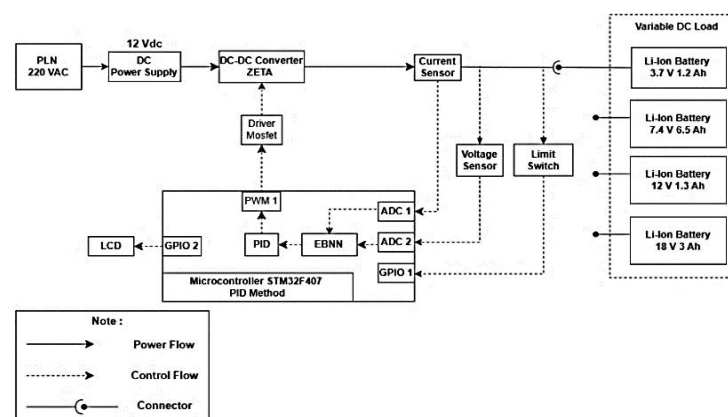 Variable DC Load
12 Vdc
PLN
220 VAC
DC
Power Supply
DC-DC Converter
ZETA
Current
Sensor
Li-Ion Battery
3.7 V 1.2 Ah
Li-Ion Battery
7.4 V 6.5 Ah
Driver
Mosfet
Voltage
Sensor
Limit
Switch
Li-Ion Battery
12 V 1.3 Ah
PWM 1
ADC 1
LCD
GPIO 2
PID
EBNN
ADC 2
Li-Ion Battery
18 V 3 Ah
GPIO 1
Microcontroller STM32F407
PID Method
Note :
Power Flow
Control Flow
Connector